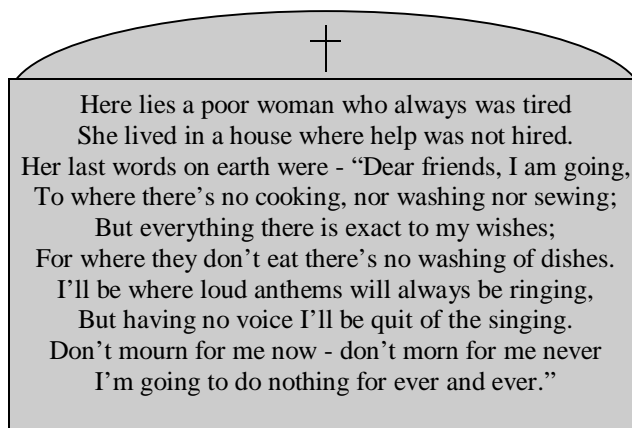 Here lies a poor woman who always was tired
She lived in a house where help was not hired.
Her last words on earth were - “Dear friends, I am going,
To where there’s no cooking, nor washing nor sewing;
But everything there is exact to my wishes;
For where they don’t eat there’s no washing of dishes.
I’ll be where loud anthems will always be ringing,
But having no voice I’ll be quit of the singing.
Don’t mourn for me now - don’t morn for me never
I’m going to do nothing for ever and ever.”